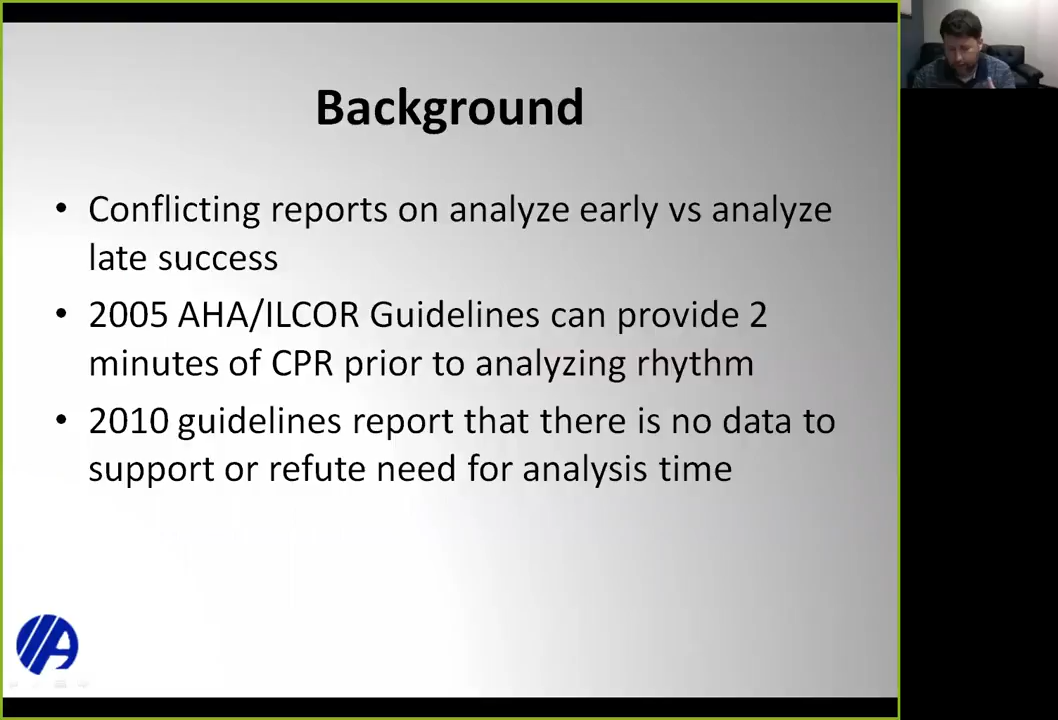 Background
• Conflicting reports on analyze early vs analyze
late success
• 2005 AHA/ILCOR Guidelines can provide 2
minutes of CPR prior to analyzing rhythm
• 2010 guidelines report that there is no data to
support or refute need for analysis time